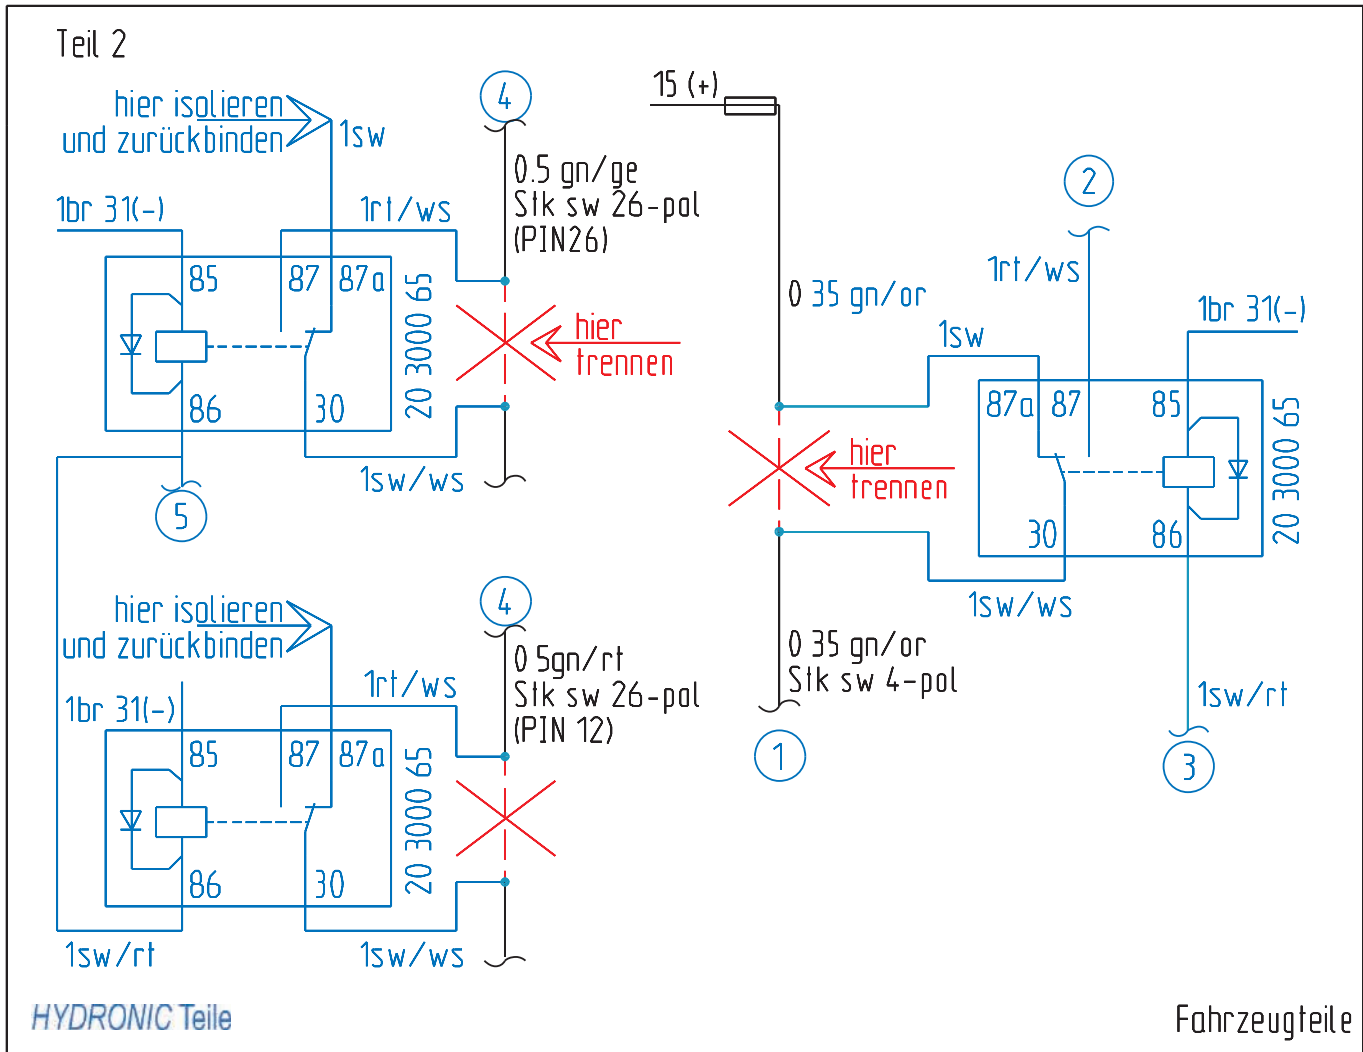 Teil 2
hier isolieren
und zurückbinden
1sw
4
0.5 gn/ge
Stk sw 26-pol
(PIN26)
1br 31(-)
1rt/ws
85
87
87a
20 3000 65
86
30
1sw/ws
hier
trennen
5
15 (+)
0 35 gn/or
2
1rt/ws
1br 31(-)
1sw
87a
87
85
20 3000 65
hier
trennen
30
86
1sw/ws
0 35 gn/or
Stk sw 4-pol
1
1sw/rt
3
hier isolieren
und zurückbinden
4
0 5gn/rt
Stk sw 26-pol
(PIN 12)
1rt/ws
1br 31(-)
85
87
87a
20 3000 65
86
30
1sw/rt
1sw/ws
HYDRONIC Teile
Fahrzeugteile